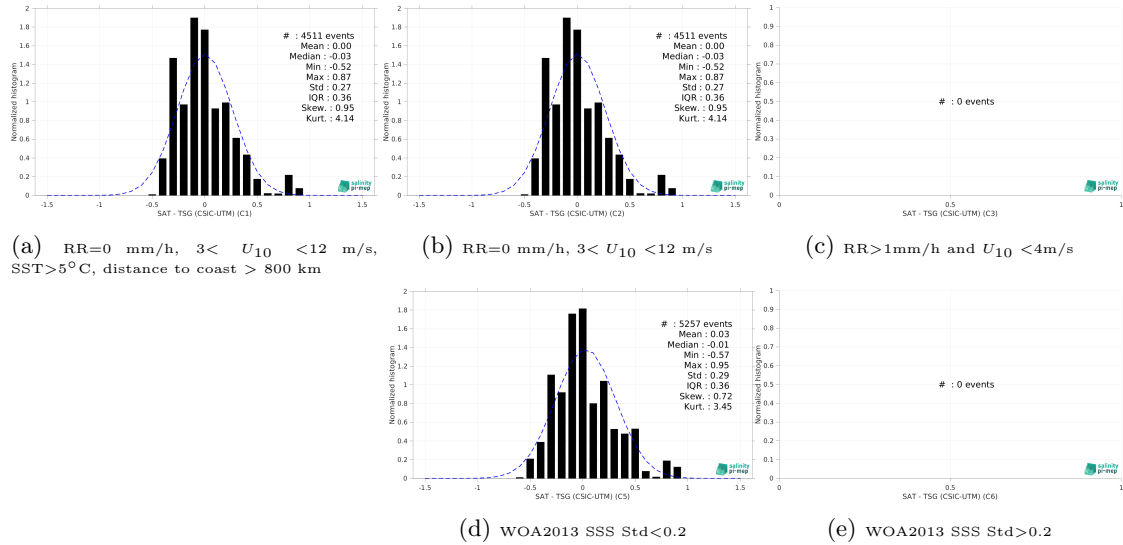 2
1.8
1.6
1.4
1.2
1
0.8
0.6
0.4
0.2
0
Normalized histogram
# : 4511 events
Mean : 0.00
Median : -0.03
Min : -0.52
Max : 0.87
Std : 0.27
IQR : 0.36
Skew. : 0.95
Kurt. : 4.14
salinity
pi-mep
-1.5 -1 -0.5 0 0.5 1 1.5
SAT - TSG (CSIC-UTM) (C1)
(a) RR=0 mm/h, 3< U10 <12 m/s,
SST>5°C, distance to coast > 800 km
2
1.8
1.6
1.4
1.2
1
0.8
0.6
0.4
0.2
0
Normalized histogram
# : 4511 events
Mean : 0.00
Median : -0.03
Min : -0.52
Max : 0.87
Std : 0.27
IQR : 0.36
Skew. : 0.95
Kurt. : 4.14
salinity
pi-mep
-1.5 -1 -0.5 0 0.5 1 1.5
SAT - TSG (CSIC-UTM) (C2)
(b) RR=0 mm/h, 3< U10 <12 m/s
1
0.9
0.8
0.7
0.6
0.5
0.4
0.3
0.2
0.1
0
Normalized histogram
# : 0 events
salinity
pi-mep
0 0.5 1
SAT - TSG (CSIC-UTM) (C3)
(c) RR>1mm/h and U10 <4m/s
2
1.8
1.6
1.4
1.2
1
0.8
0.6
0.4
0.2
0
Normalized histogram
# : 5257 events
Mean : 0.03
Median : -0.01
Min : -0.57
Max : 0.95
Std : 0.29
IQR : 0.36
Skew. : 0.72
Kurt. : 3.45
salinity
pi-mep
-1.5 -1 -0.5 0 0.5 1 1.5
SAT - TSG (CSIC-UTM) (C5)
(d) WOA2013 SSS Std<0.2
1
0.9
0.8
0.7
0.6
0.5
0.4
0.3
0.2
0.1
0
Normalized histogram
# : 0 events
salinity
pi-mep
0 0.5 1
SAT - TSG (CSIC-UTM) (C6)
(e) WOA2013 SSS Std>0.2